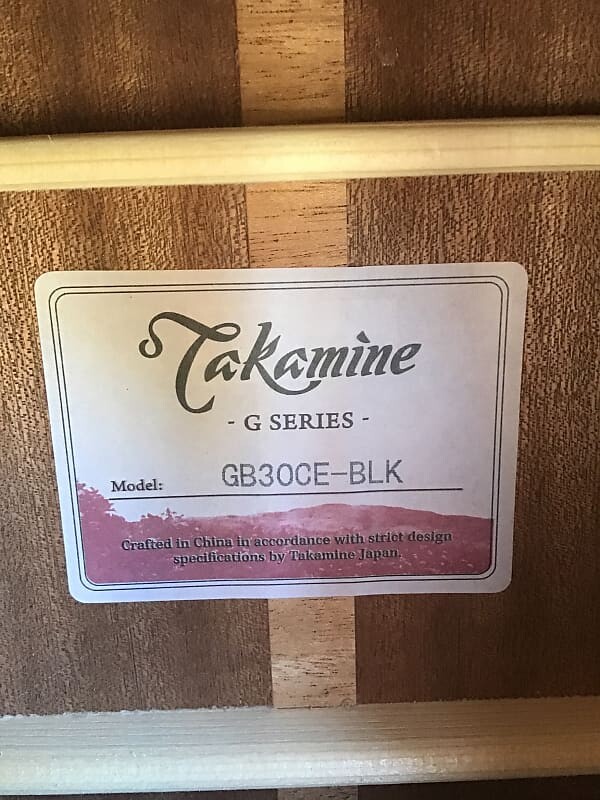 Takamine
- G SERIES -
Model: GB30CE-BLK
Crafted in China in accordance with strict design
specifications by Takamine Japan.